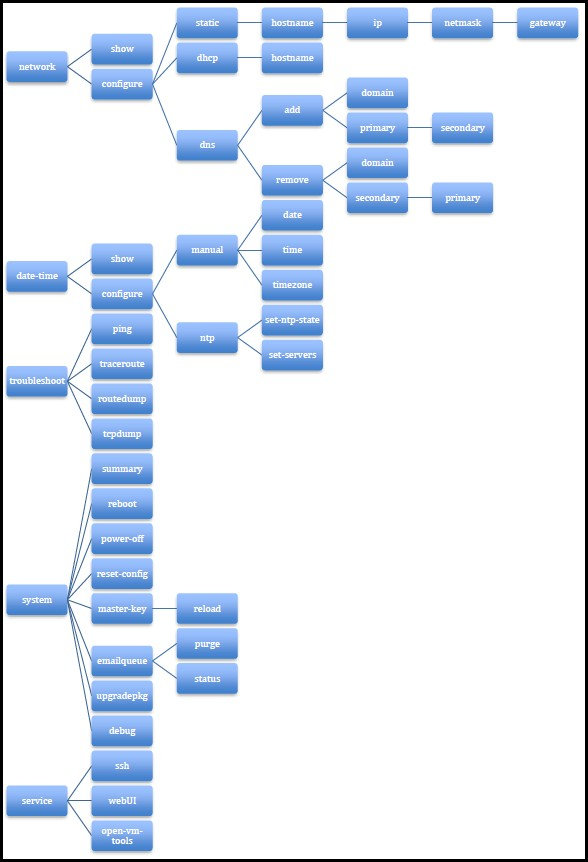 static
hostname
ip
netmask
gateway
show
network
dhcp
hostname
configure
domain
add
primary
secondary
dns
domain
remove
secondary
primary
date
manual
time
show
date-time
timezone
configure
set-ntp-state
ping
ntp
set-servers
traceroute
troubleshoot
routedump
tcpdump
summary
reboot
power-off
reset-config
system
master-key
reload
purge
emailqueue
status
upgradepkg
debug
ssh
service
webUI
open-vm-
tools